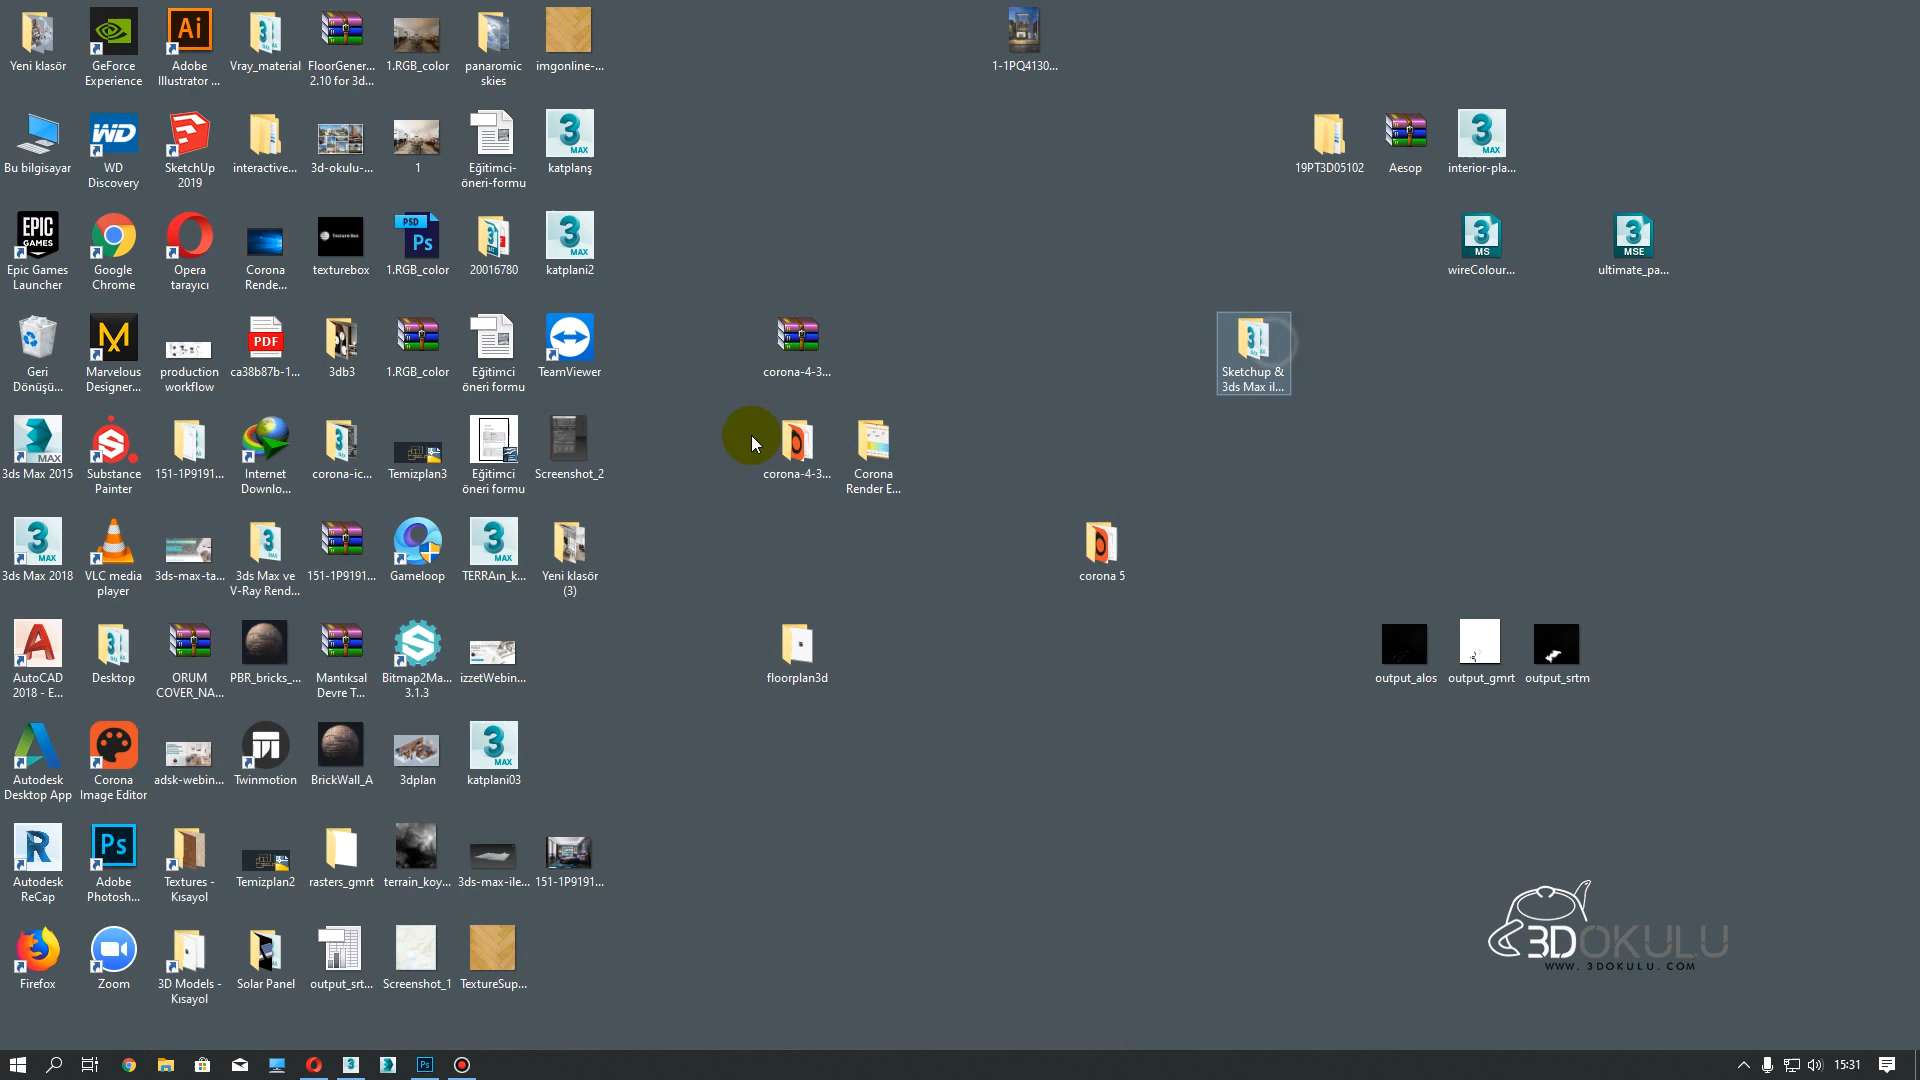 Yeni klasör
GeForce
Experience
Adobe
Illustrator ...
Vray_material
FloorGener...
2.10 for 3d...
1.RGB_color
panaromic
skies
imgonline-...
1-1PQ4130...
Bu bilgisayar
WD
Discovery
SketchUp
2019
interactive...
3d-okulu-...
1
Eğitimci-
öneri-formu
katplanş
19PT3D05102
Aesop
interior-pla...
Epic Games
Launcher
Google
Chrome
Opera
tarayıcı
Corona
Rende...
texturebox
1.RGB_color
20016780
katplani2
wireColour...
ultimate_pa...
Geri
Dönüşü...
Marvelous
Designer...
production
workflow
ca38b87b-1...
3db3
1.RGB_color
Eğitimci
öneri formu
TeamViewer
corona-4-3...
Sketchup &
3ds Max il...
3ds Max 2015
Substance
Painter
151-1P9191...
Internet
Downlo...
corona-ic...
Temizplan3
Eğitimci
öneri formu
Screenshot_2
corona-4-3...
Corona
Render E...
3ds Max 2018
VLC media
player
3ds-max-ta...
3ds Max ve
V-Ray Rend...
151-1P9191...
Gameloop
TERRAın_k...
Yeni klasör
(3)
corona 5
AutoCAD
2018 - E...
Desktop
ORUM
COVER_NA...
PBR_bricks_...
Mantıksal
Devre T...
Bitmap2Ma...
3.1.3
izzetWebin...
floorplan3d
output_alos
output_gmrt
output_srtm
Autodesk
Desktop App
Corona
Image Editor
adsk-webin...
Twinmotion
BrickWall_A
3dplan
katplani03
Autodesk
ReCap
Adobe
Photosh...
Textures -
Kısayol
Temizplan2
rasters_gmrt
terrain_koy...
3ds-max-ile...
151-1P9191...
Firefox
Zoom
3D Models -
Kısayol
Solar Panel
output_srt...
Screenshot_1
TextureSup...
3DOKULU
WWW.3DOKULU.COM
15:31